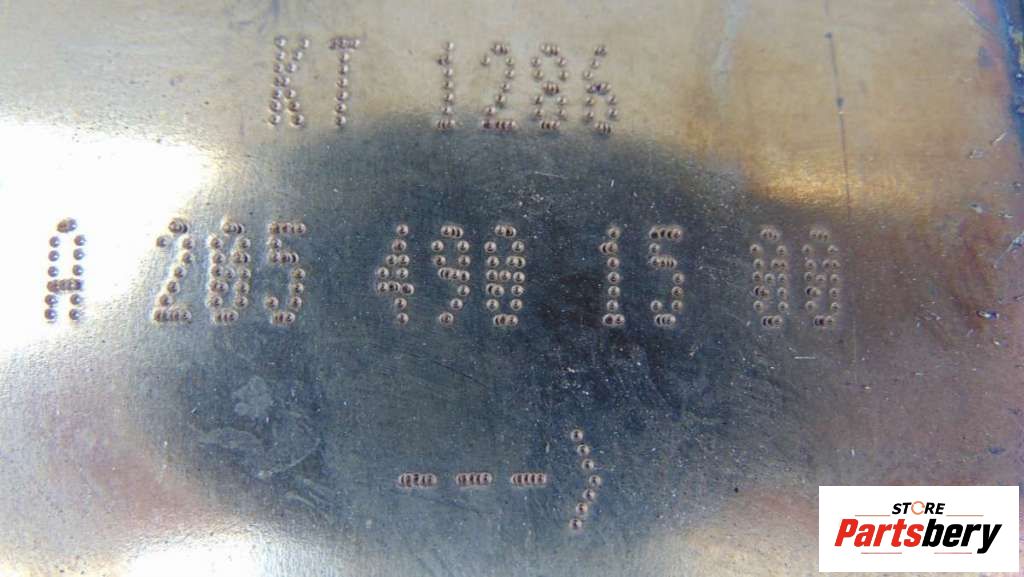 KT 1286
A 205 490 15 00
--->
STORE
Partsbery